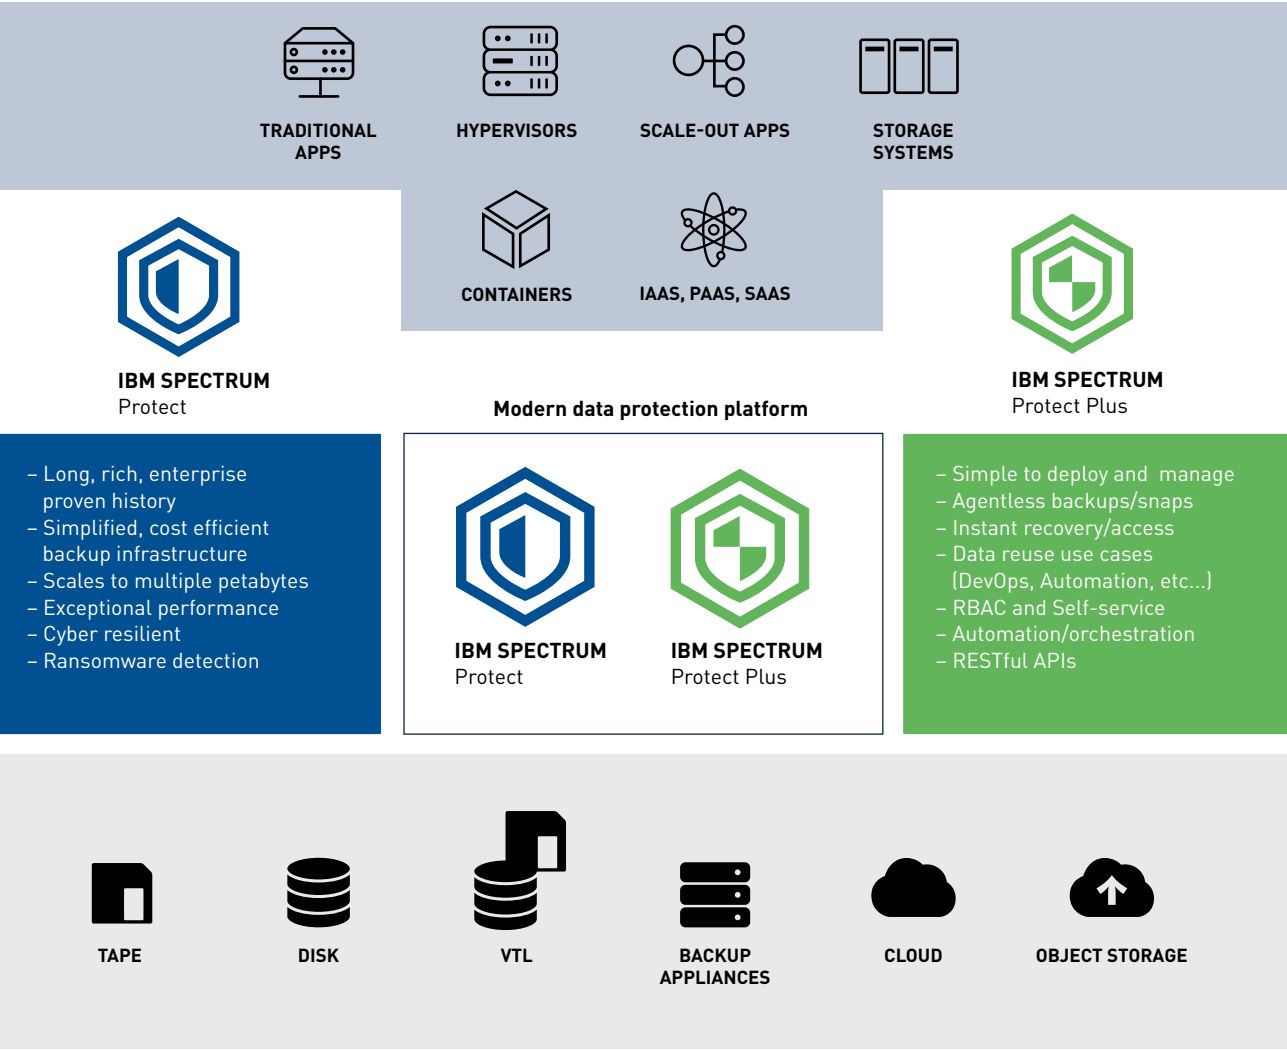 TRADITIONAL
APPS
HYPERVISORS
SCALE-OUT APPS
STORAGE
SYSTEMS
CONTAINERS
IAAS, PAAS, SAAS
IBM SPECTRUM
Protect
Modern data protection platform
IBM SPECTRUM
Protect Plus
– Long, rich, enterprise
proven history
– Simplified, cost efficient
backup infrastructure
– Scales to multiple petabytes
– Exceptional performance
– Cyber resilient
– Ransomware detection
IBM SPECTRUM
Protect
IBM SPECTRUM
Protect Plus
– Simple to deploy and manage
– Agentless backups/snaps
– Instant recovery/access
– Data reuse use cases
(DevOps, Automation, etc...)
– RBAC and Self-service
– Automation/orchestration
– RESTful APIs
TAPE
DISK
VTL
BACKUP
APPLIANCES
CLOUD
OBJECT STORAGE